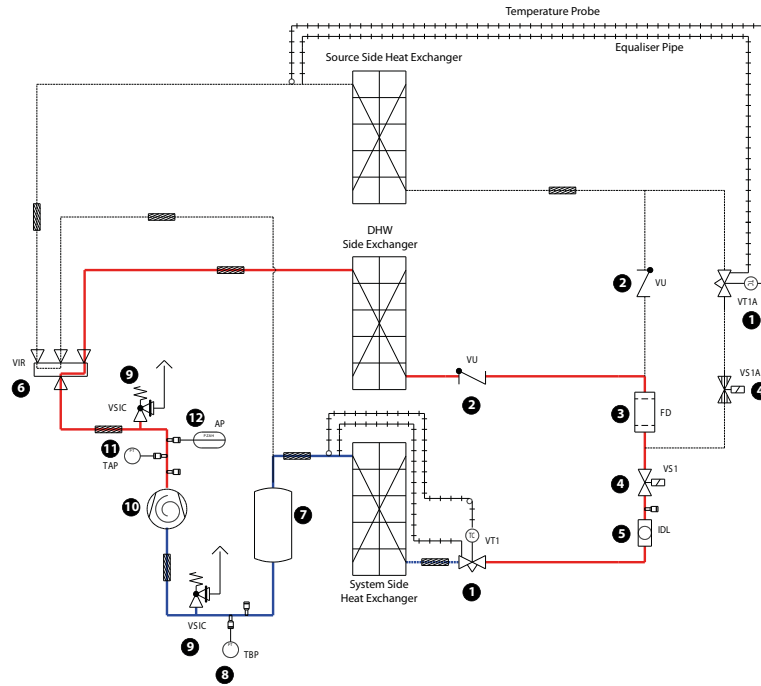 Temperature Probe
Equaliser Pipe
Source Side Heat Exchanger
DHW
Side Exchanger
2
VU
TC
VT1A
1
VIR
6
9
VSIC
12
AP
11
TAP
VU
2
3
FD
VS1A
4
10
7
VS1
4
5
IDL
TC
VT1
1
System Side
Heat Exchanger
VSIC
9
8
TBP